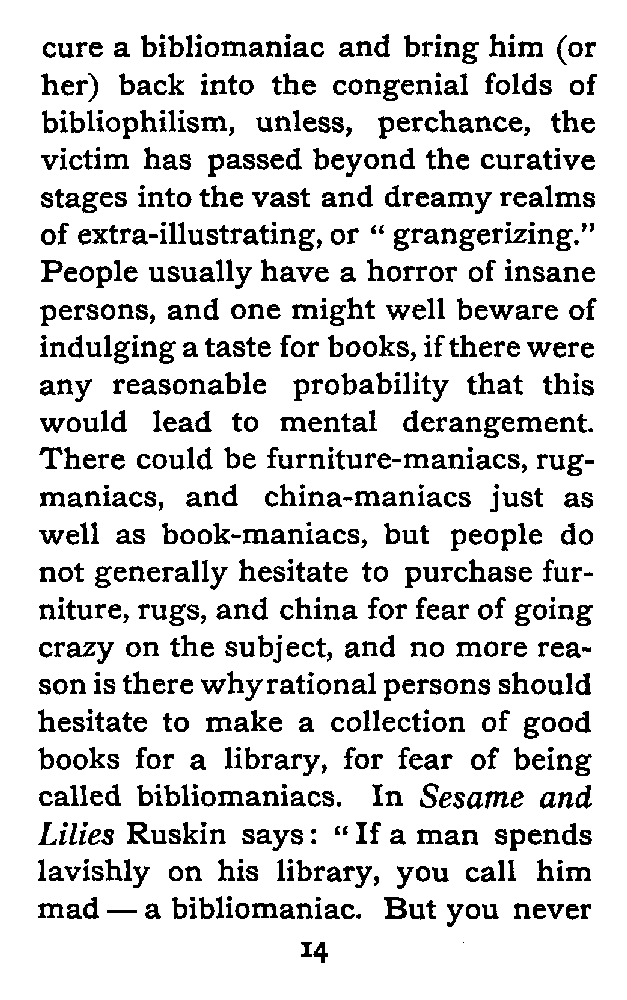 cure a bibliomaniac and bring him (or
her) back into the congenial folds of
bibliophilism, unless, perchance, the
victim has passed beyond the curative
stages into the vast and dreamy realms
of extra-illustrating, or “ grangerizing.”
People usually have a horror of insane
persons, and one might well beware of
indulging a taste for books, if there were
any reasonable probability that this
would lead to mental derangement.
There could be furniture-maniacs, rug-
maniacs, and china-maniacs just as
well as book-maniacs, but people do
not generally hesitate to purchase fur-
niture, rugs, and china for fear of going
crazy on the subject, and no more rea-
son is there why rational persons should
hesitate to make a collection of good
books for a library, for fear of being
called bibliomaniacs. In Sesame and
Lilies Ruskin says: “ If a man spends
lavishly on his library, you call him
mad — a bibliomaniac. But you never
14